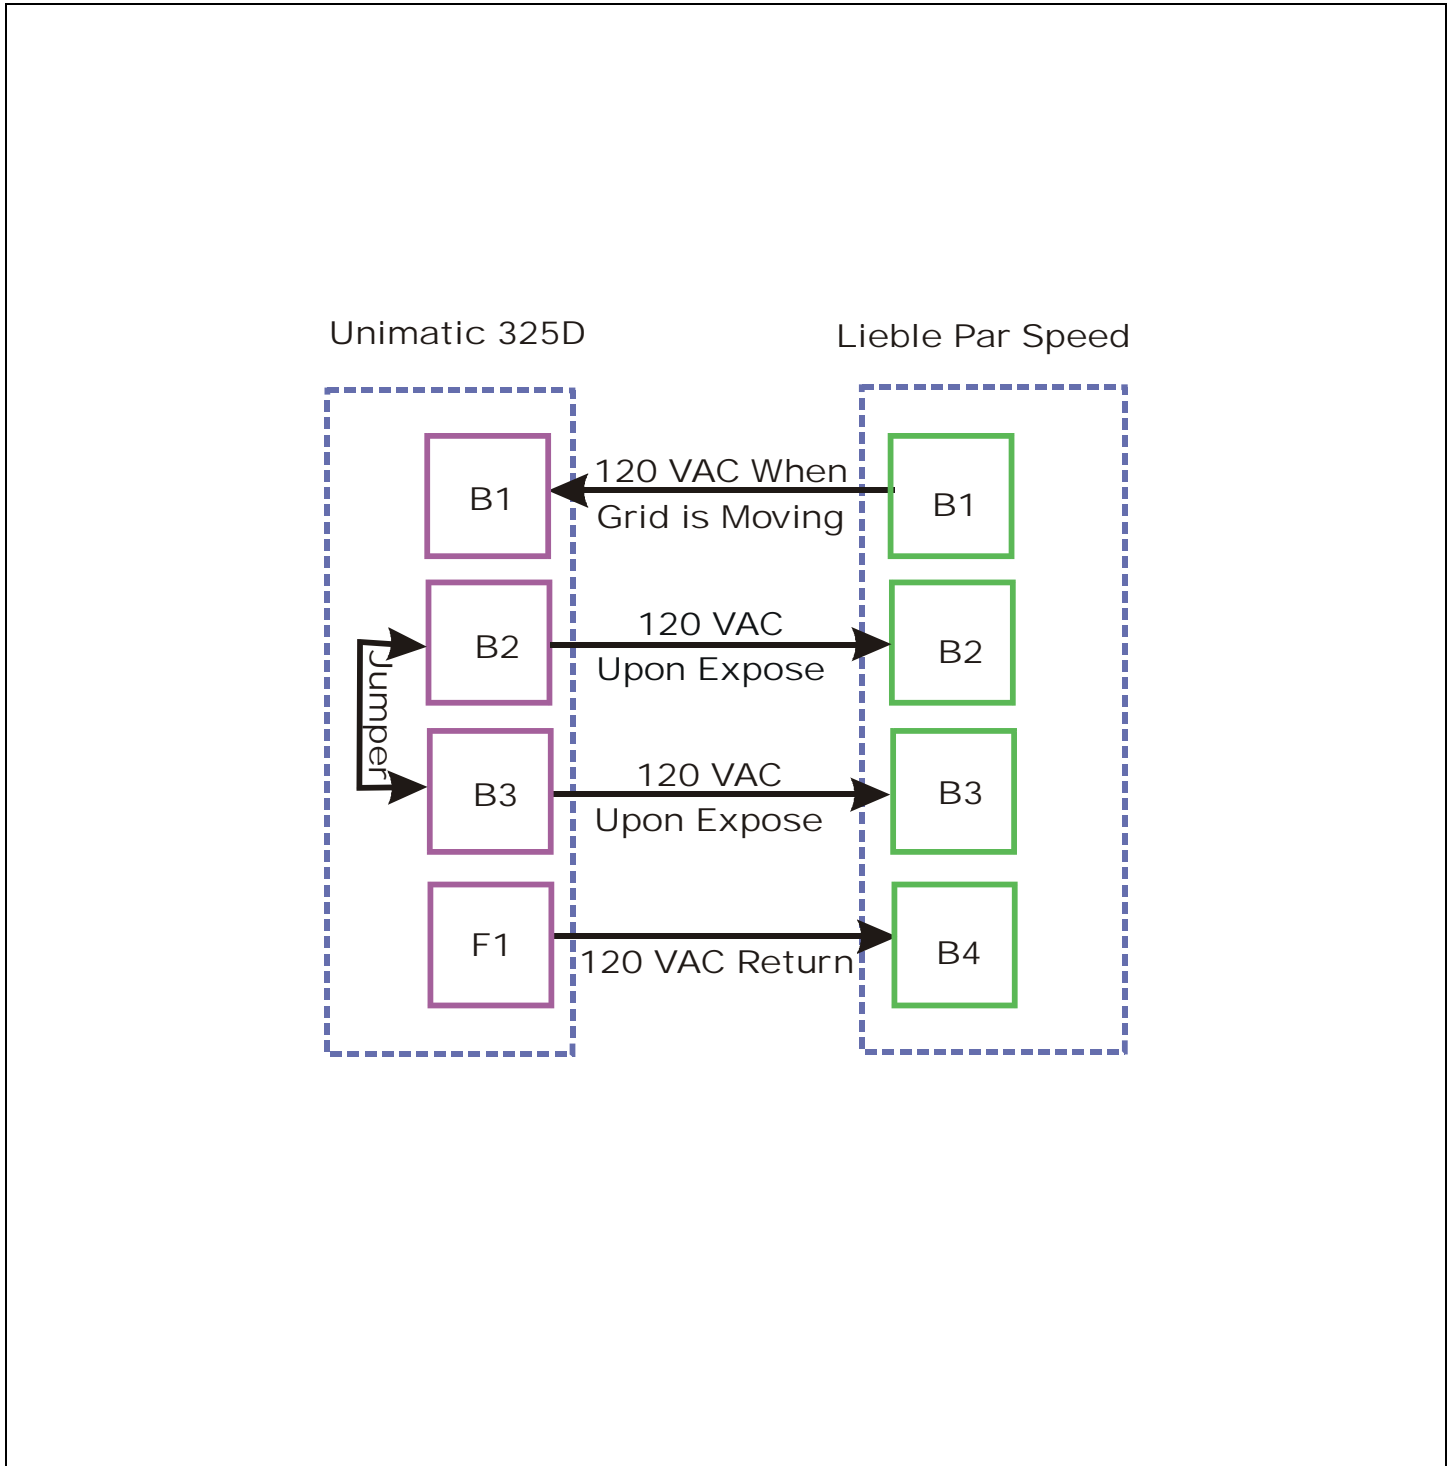 Unimatic 325D
Lieble Par Speed
B1
120 VAC When
Grid is Moving
B1
B2
120 VAC
Upon Expose
B2
Jumper
B3
120 VAC
Upon Expose
B3
F1
120 VAC Return
B4